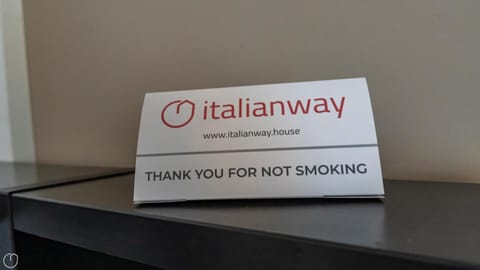 italianway
www.italianway.house
THANK YOU FOR NOT SMOKING